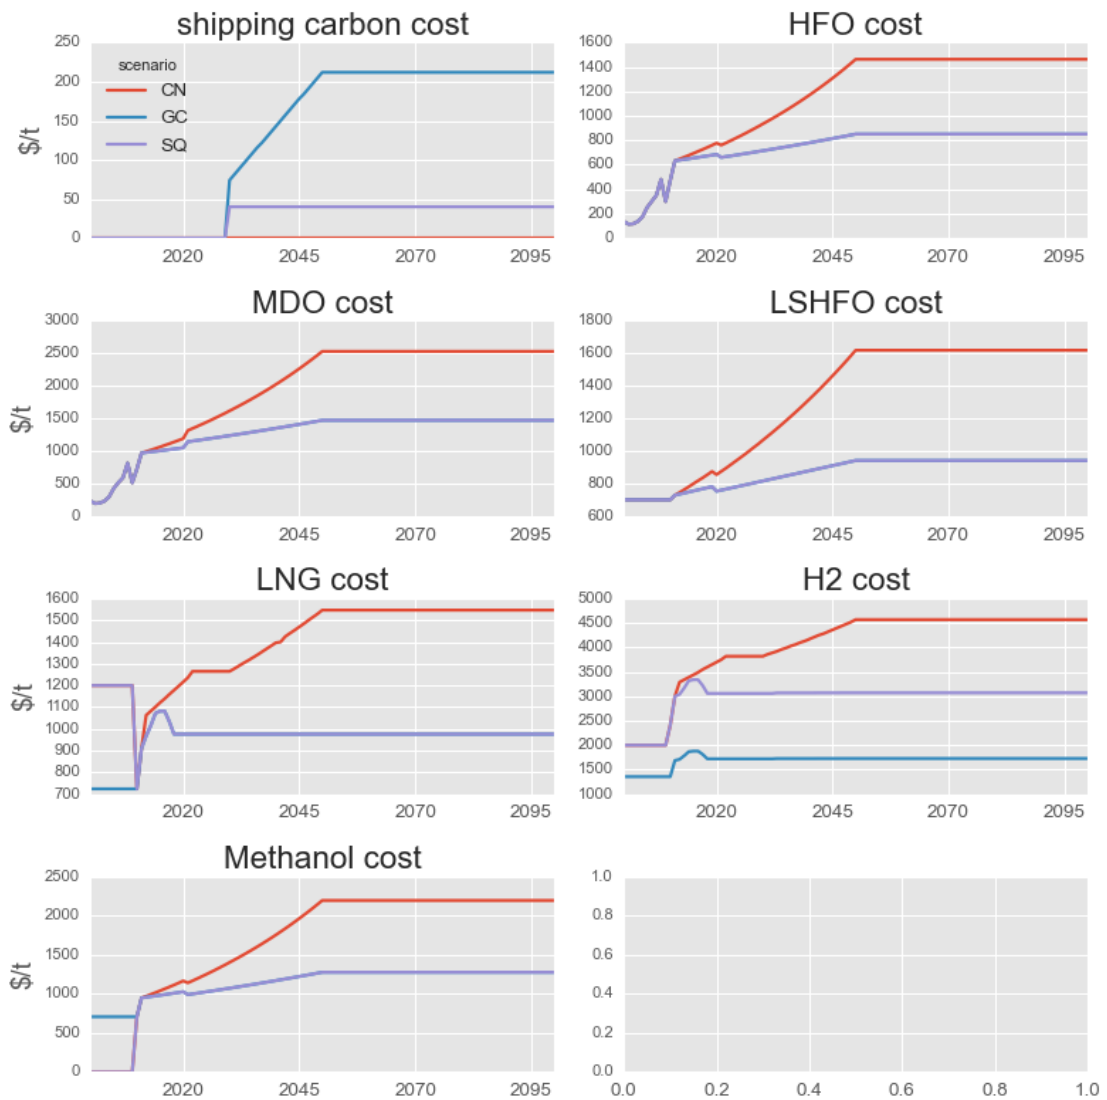 shipping carbon cost
250
200
150
100
50
0
$/t
scenario
CN
GC
SQ
2020 2045 2070 2095
HFO cost
1600
1400
1200
1000
800
600
400
200
0
2020 2045 2070 2095
MDO cost
3000
2500
2000
1500
1000
500
0
$/t
2020 2045 2070 2095
LSHFO cost
1800
1600
1400
1200
1000
800
600
2020 2045 2070 2095
LNG cost
1600
1500
1400
1300
1200
1100
1000
900
800
700
$/t
2020 2045 2070 2095
H2 cost
5000
4500
4000
3500
3000
2500
2000
1500
1000
2020 2045 2070 2095
Methanol cost
2500
2000
1500
1000
500
0
$/t
2020 2045 2070 2095
1.0
0.8
0.6
0.4
0.2
0.0
0.0 0.2 0.4 0.6 0.8 1.0